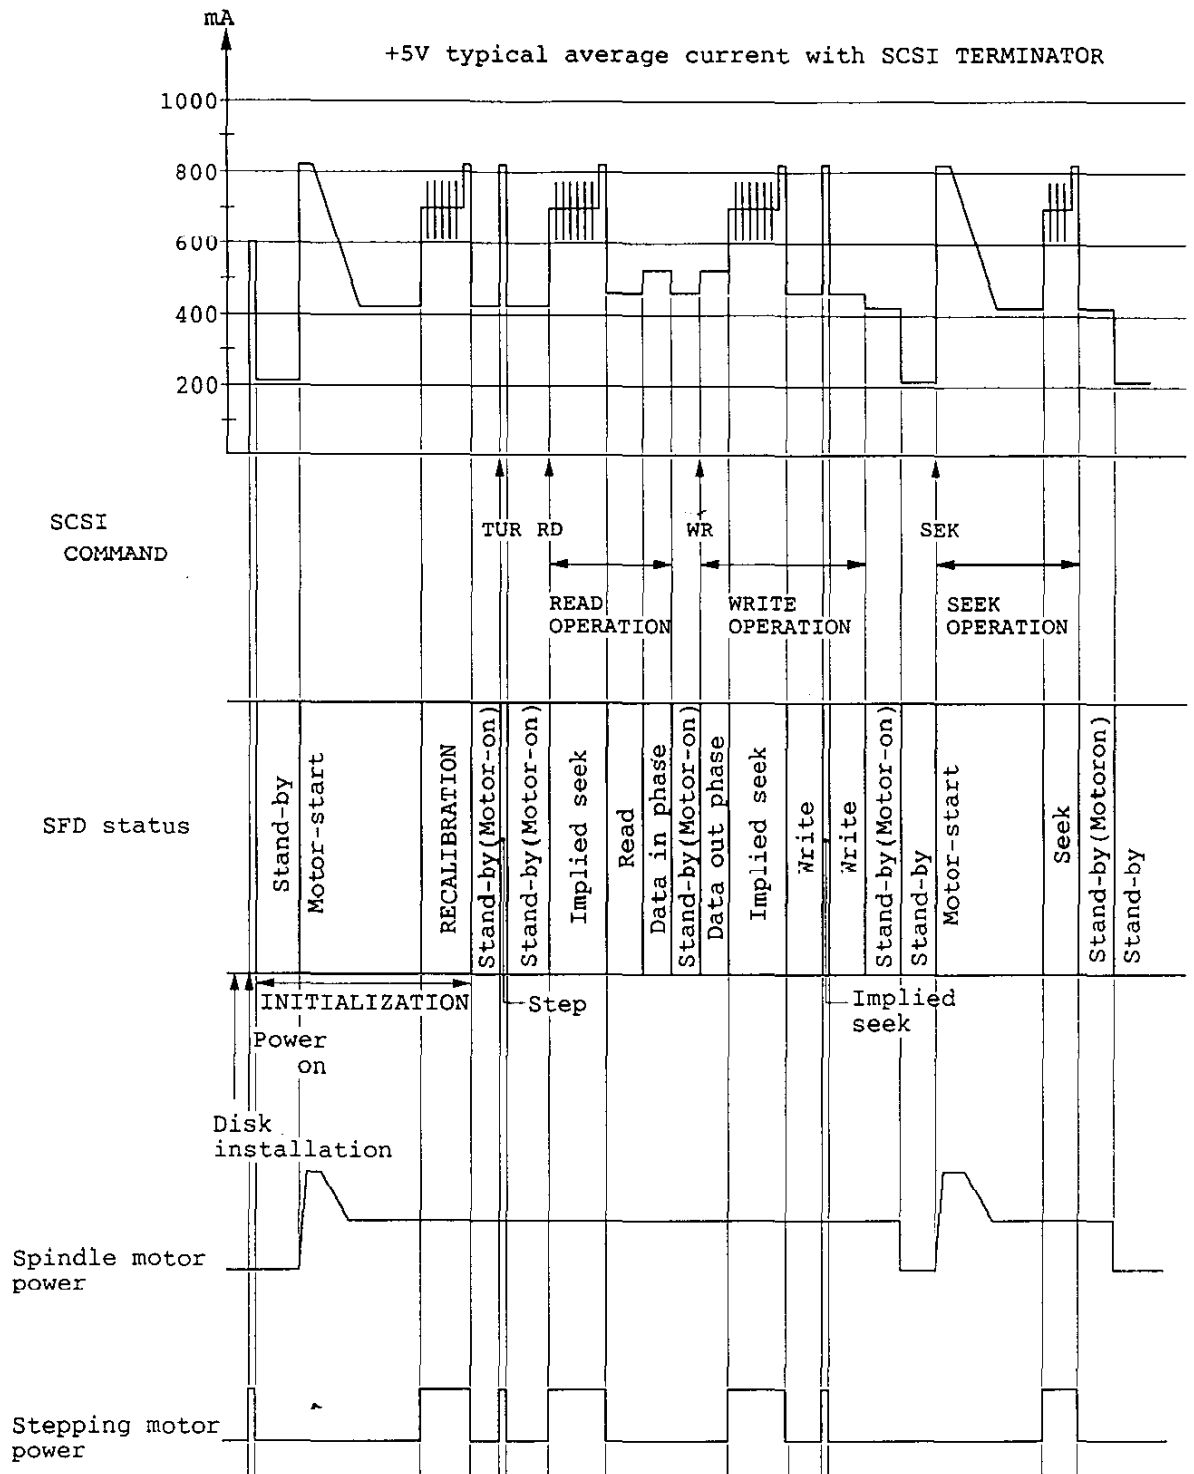 mA
+5V typical average current with SCSI TERMINATOR
1000
800
600
400
200
SCSI
COMMAND
TUR RD
WR
SEK
READ
OPERATION
WRITE
OPERATION
SEEK
OPERATION
SFD status
Stand-by
Motor-start
RECALIBRATION
Stand-by(Motor-on)
Stand-by(Motor-on)
Implied seek
Read
Data in phase
Stand-by(Motor-on)
Data out phase
Implied seek
Write
Write
Stand-by(Motor-on)
Stand-by
Motor-start
Seek
Stand-by(Motoron)
Stand-by
INITIALIZATION
Step
Implied
seek
Power
on
Disk
installation
Spindle motor
power
Stepping motor
power